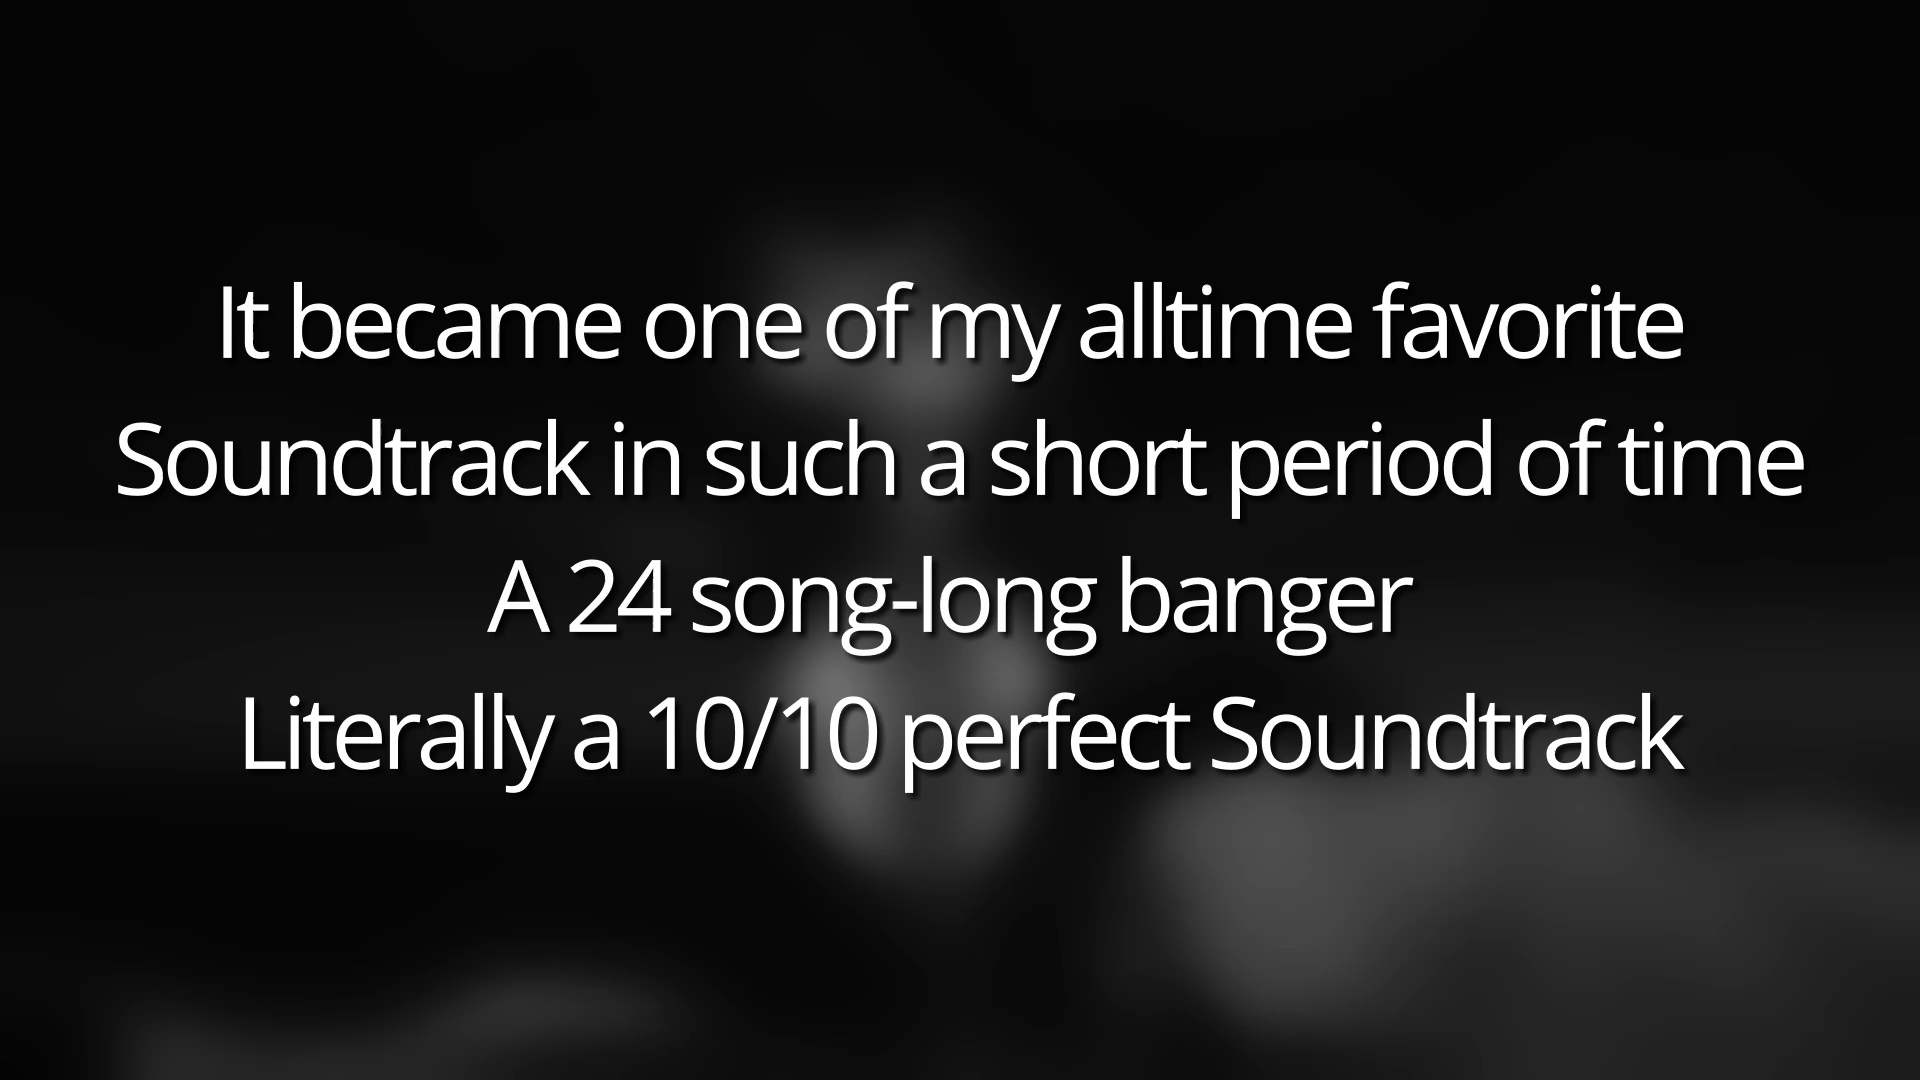 It became one of my alltime favorite
Soundtrack in such a short period of time
A 24 song-long banger
Literally a 10/10 perfect Soundtrack